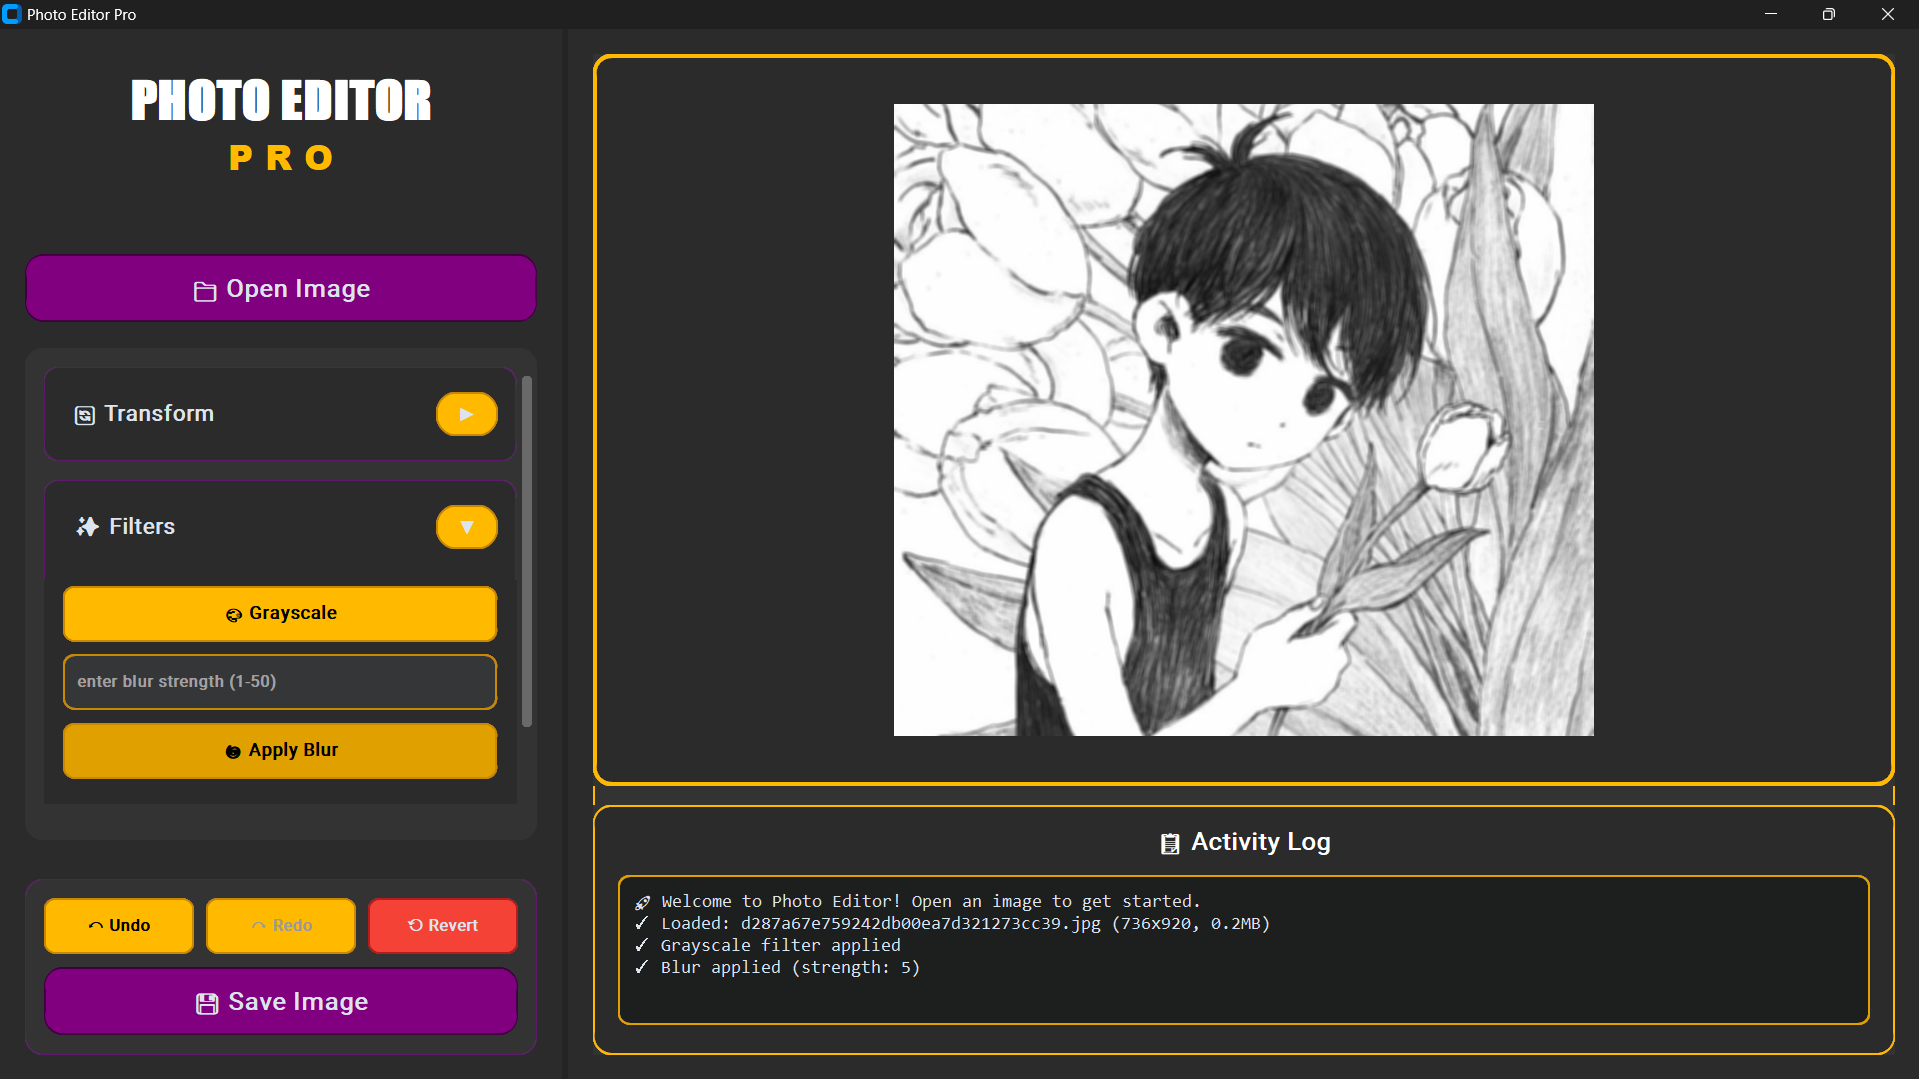 Photo Editor Pro
PHOTO EDITOR
PRO
Open Image
Transform
Filters
Grayscale
enter blur strength (1-50)
Apply Blur
Undo
Redo
Revert
Save Image
Activity Log
🚀 Welcome to Photo Editor! Open an image to get started.
✓ Loaded: d287a67e759242db00ea7d321273cc39.jpg (736x920, 0.2MB)
✓ Grayscale filter applied
✓ Blur applied (strength: 5)